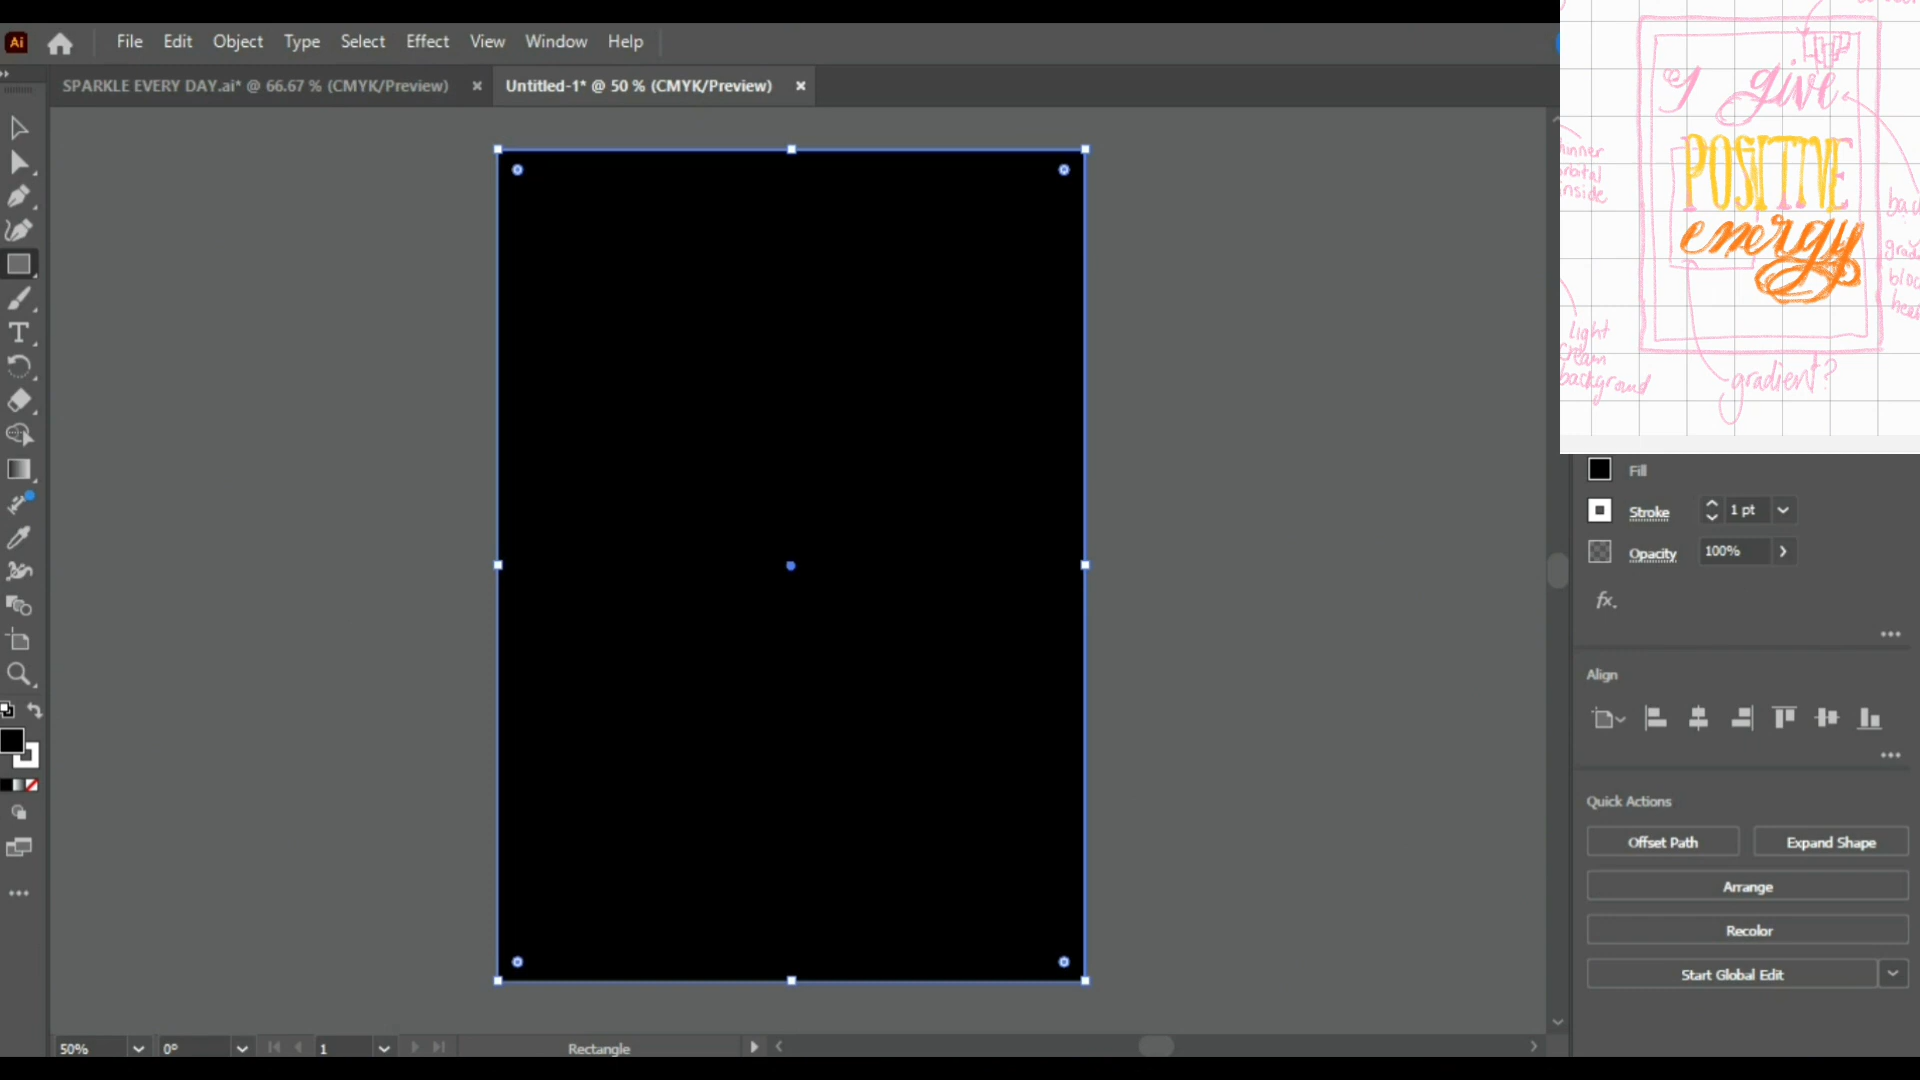 Ai File Edit Object Type Select Effect View Window Help
SPARKLE EVERY DAY.ai* @ 66.67 % (CMYK/Preview) × Untitled-1* @ 50 % (CMYK/Preview) ×
I give
POSITIVE
energy
inside
light
cream
background
gradient?
Fill
Stroke 1 pt
Opacity 100%
fx.
Align
Quick Actions
Offset Path Expand Shape
Arrange
Recolor
Start Global Edit
50% 0° 1 Rectangle